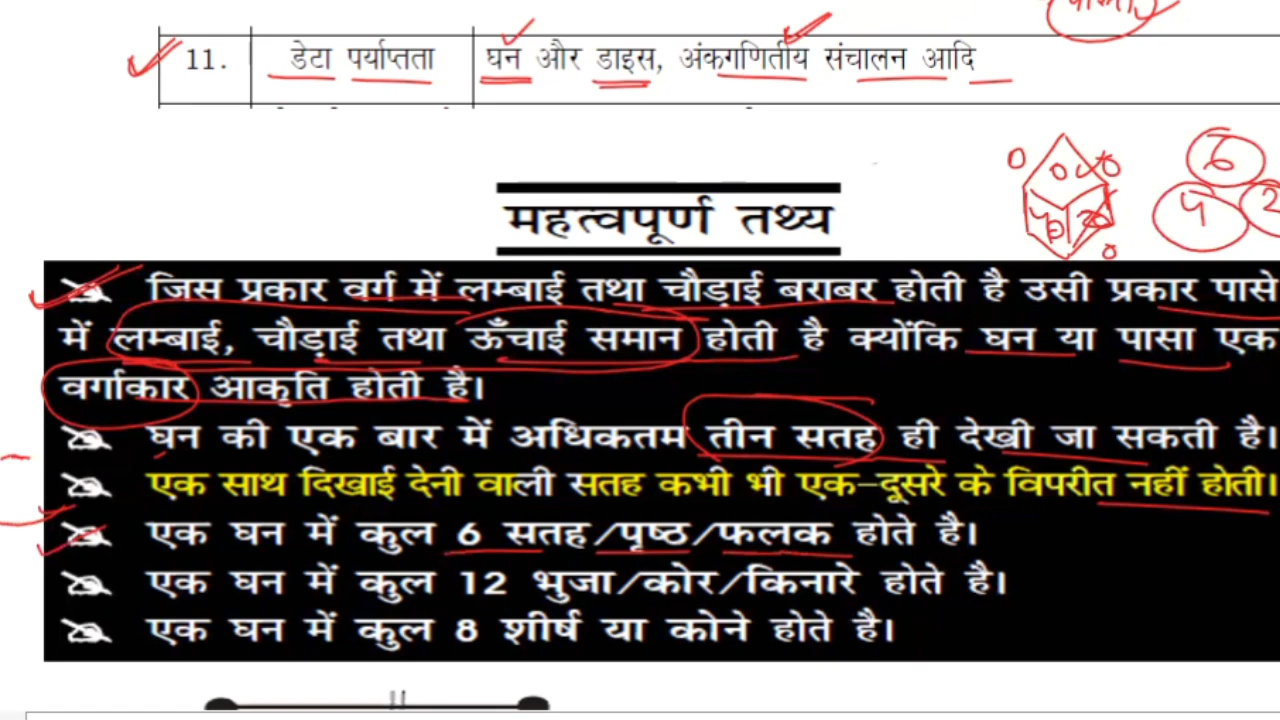 11. डेटा पर्याप्तता घन और डाइस, अंकगणितीय संचालन आदि
6
महत्वपूर्ण तथ्य
जिस प्रकार वर्ग में लम्बाई तथा चौड़ाई बराबर होती है उसी प्रकार पासे
में लम्बाई, चौड़ाई तथा ऊँचाई समान होती है क्योंकि घन या पासा एक
वर्गाकार आकृति होती है।
घन की एक बार में अधिकतम तीन सतह ही देखी जा सकती है।
एक साथ दिखाई देनी वाली सतह कभी भी एक–दूसरे के विपरीत नहीं होती।
एक घन में कुल 6 सतह/पृष्ठ/फलक होते है।
एक घन में कुल 12 भुजा/कोर/किनारे होते है।
एक घन में कुल 8 शीर्ष या कोने होते है।